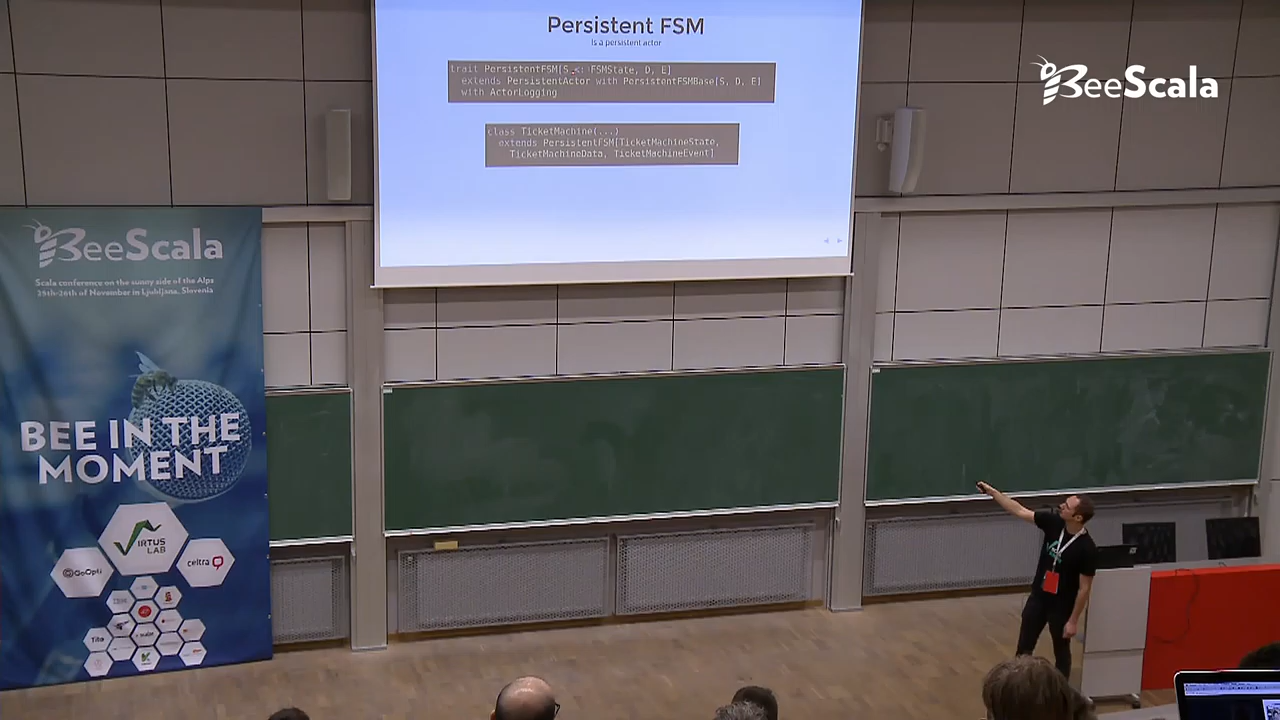 Persistent FSM
is a persistent actor
trait PersistentFSM[S <: FSMState, D, E]
extends PersistentActor with PersistentFSMBase[S, D, E]
with ActorLogging
class TicketMachine(...)
extends PersistentFSM[TicketMachineState,
TicketMachineData, TicketMachineEvent]
BeeScala
BeeScala
Scala conference on the sunny side of the Alps
25th-26th of November in Ljubljana, Slovenia
BEE IN THE
MOMENT
VIRTUS
LAB
GoOpti
celtra